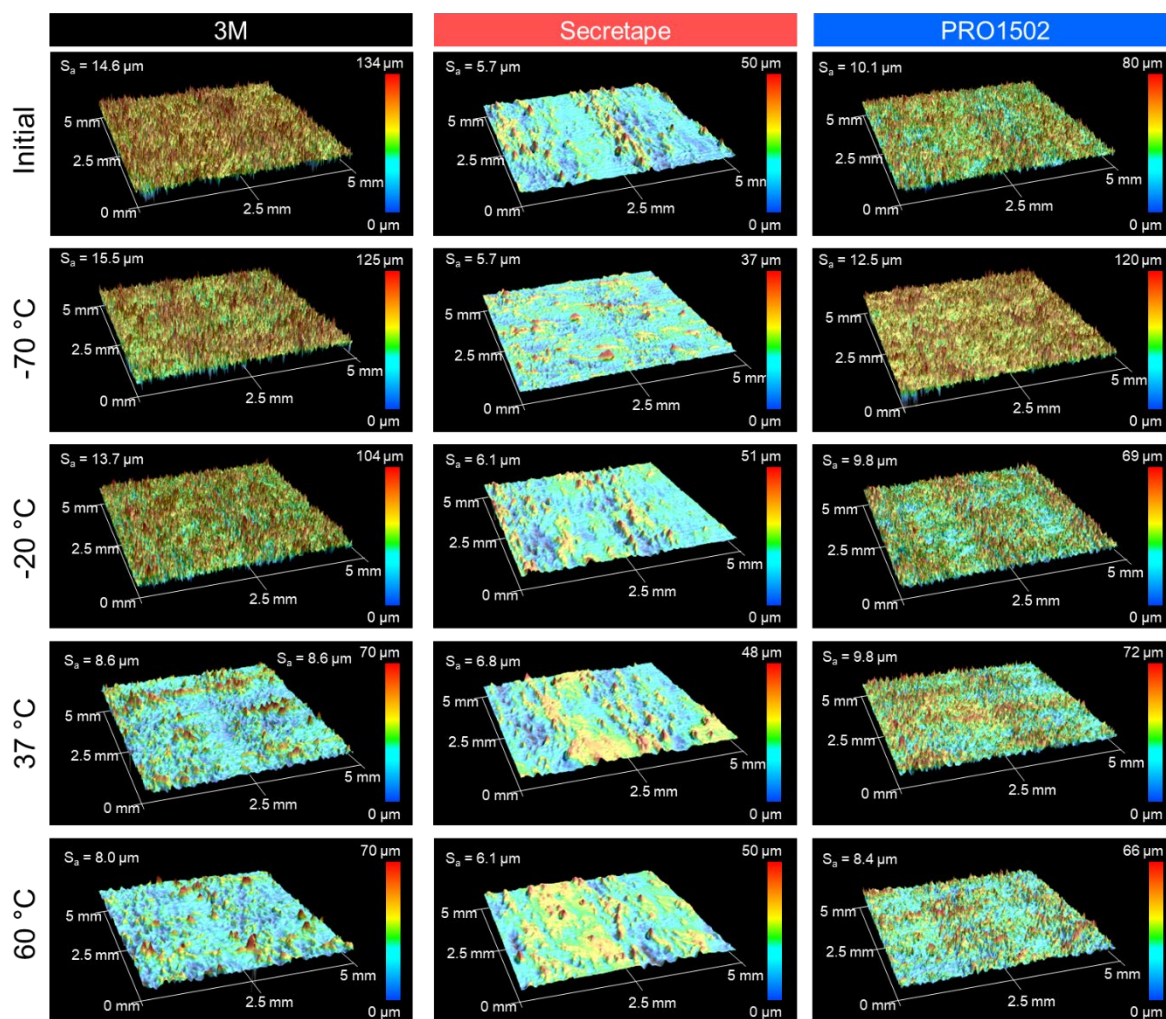 3M
Secretape
PRO1502
Initial
Sₐ = 14.6 µm
134 µm
5 mm
2.5 mm
0 mm
2.5 mm
5 mm
0 µm
Sₐ = 5.7 µm
50 µm
5 mm
2.5 mm
0 mm
2.5 mm
5 mm
0 µm
Sₐ = 10.1 µm
80 µm
5 mm
2.5 mm
0 mm
2.5 mm
5 mm
0 µm
-70 °C
Sₐ = 15.5 µm
125 µm
5 mm
2.5 mm
0 mm
2.5 mm
5 mm
0 µm
Sₐ = 5.7 µm
37 µm
5 mm
2.5 mm
0 mm
2.5 mm
5 mm
0 µm
Sₐ = 12.5 µm
120 µm
5 mm
2.5 mm
0 mm
2.5 mm
5 mm
0 µm
-20 °C
Sₐ = 13.7 µm
104 µm
5 mm
2.5 mm
0 mm
2.5 mm
5 mm
0 µm
Sₐ = 6.1 µm
51 µm
5 mm
2.5 mm
0 mm
2.5 mm
5 mm
0 µm
Sₐ = 9.8 µm
69 µm
5 mm
2.5 mm
0 mm
2.5 mm
5 mm
0 µm
37 °C
Sₐ = 8.6 µm
Sₐ = 8.6 µm
70 µm
5 mm
2.5 mm
0 mm
2.5 mm
5 mm
0 µm
Sₐ = 6.8 µm
48 µm
5 mm
2.5 mm
0 mm
2.5 mm
5 mm
0 µm
Sₐ = 9.8 µm
72 µm
5 mm
2.5 mm
0 mm
2.5 mm
5 mm
0 µm
60 °C
Sₐ = 8.0 µm
70 µm
5 mm
2.5 mm
0 mm
2.5 mm
5 mm
0 µm
Sₐ = 6.1 µm
50 µm
5 mm
2.5 mm
0 mm
2.5 mm
5 mm
0 µm
Sₐ = 8.4 µm
66 µm
5 mm
2.5 mm
0 mm
2.5 mm
5 mm
0 µm